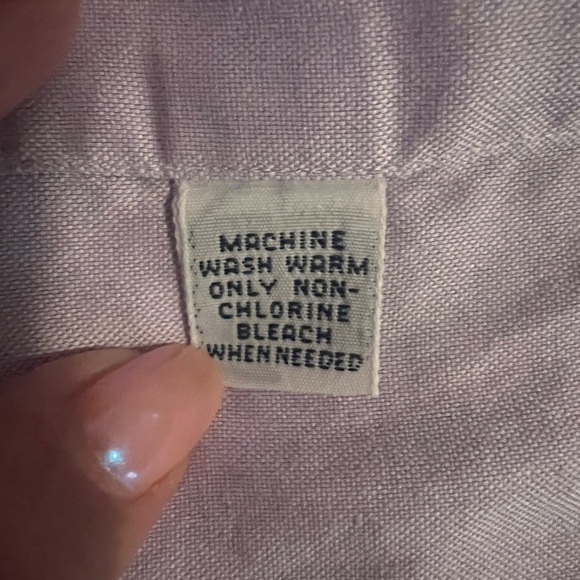 MACHINE
WASH WARM
ONLY NON-
CHLORINE
BLEACH
WHEN NEEDED